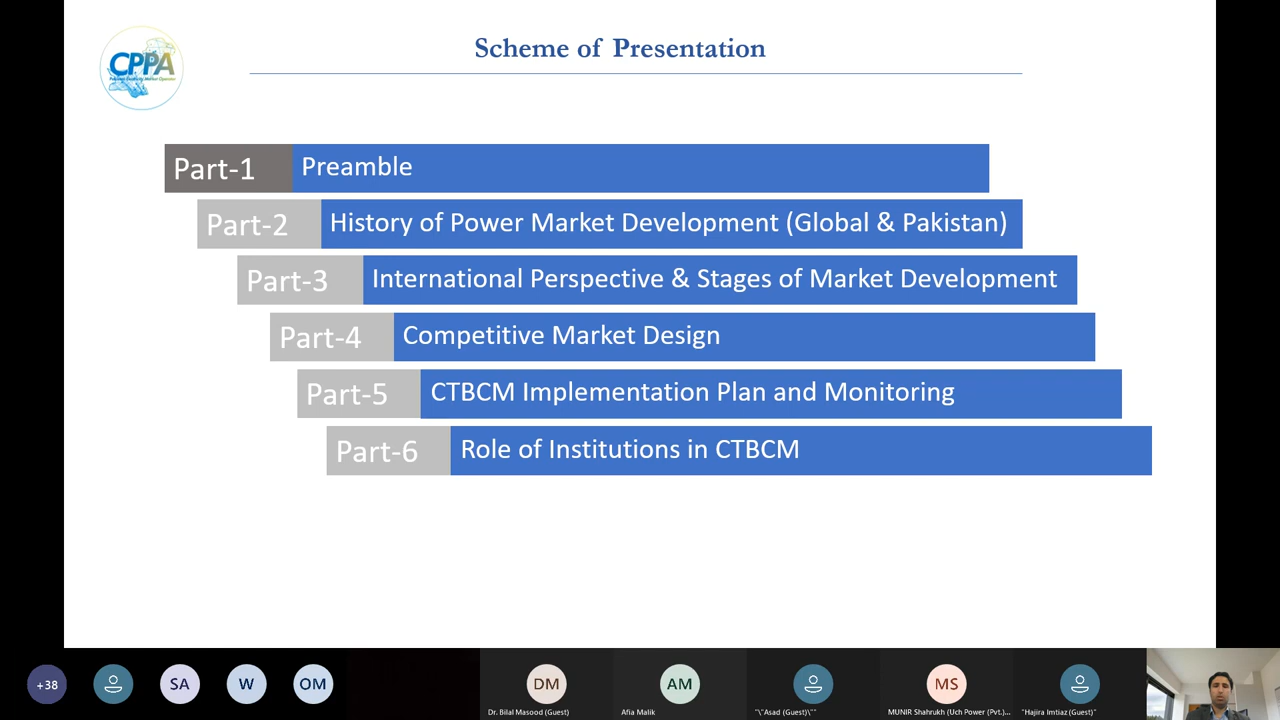 Scheme of Presentation
CPPA
Part-1 Preamble
Part-2 History of Power Market Development (Global & Pakistan)
Part-3 International Perspective & Stages of Market Development
Part-4 Competitive Market Design
Part-5 CTBCM Implementation Plan and Monitoring
Part-6 Role of Institutions in CTBCM
+38 SA W OM DM AM MS
Dr. Bilal Masood (Guest) Afia Malik "\"Asad (Guest)\"" MUNIR Shahrukh (Uch Power (Pvt.)... "Hajira Imtiaz (Guest)"